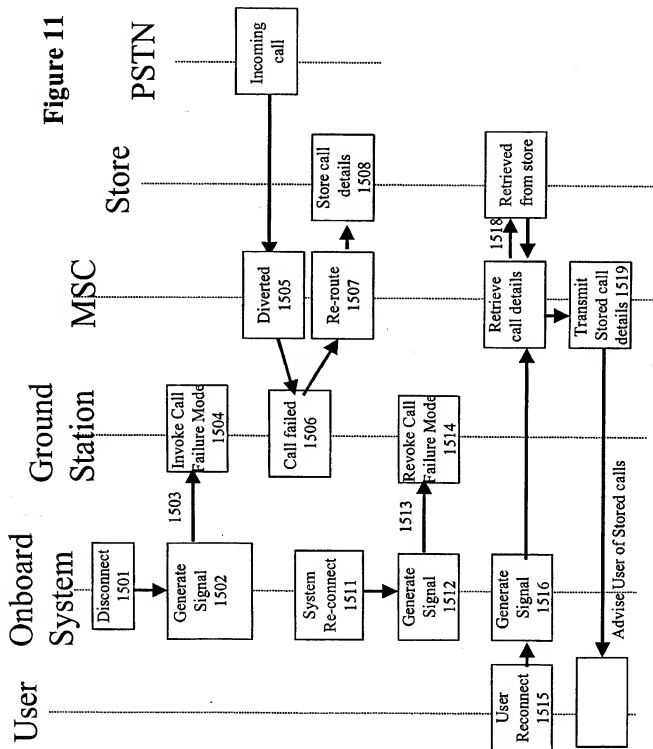 Figure 11
User
Onboard
System
Ground
Station
MSC
Store
PSTN
Disconnect
1501
Generate
Signal
1502
1503
Invoke Call
Failure Mode
1504
Incoming
call
Diverted
1505
Call failed
1506
Re-route
1507
Store call
details
1508
System
Re-connect
1511
Generate
Signal
1512
1513
Revoke Call
Failure Mode
1514
User
Reconnect
1515
Generate
Signal
1516
Retrieve
call details
1518
Retrieved
from store
Transmit
Stored call
details 1519
Advise User of Stored calls